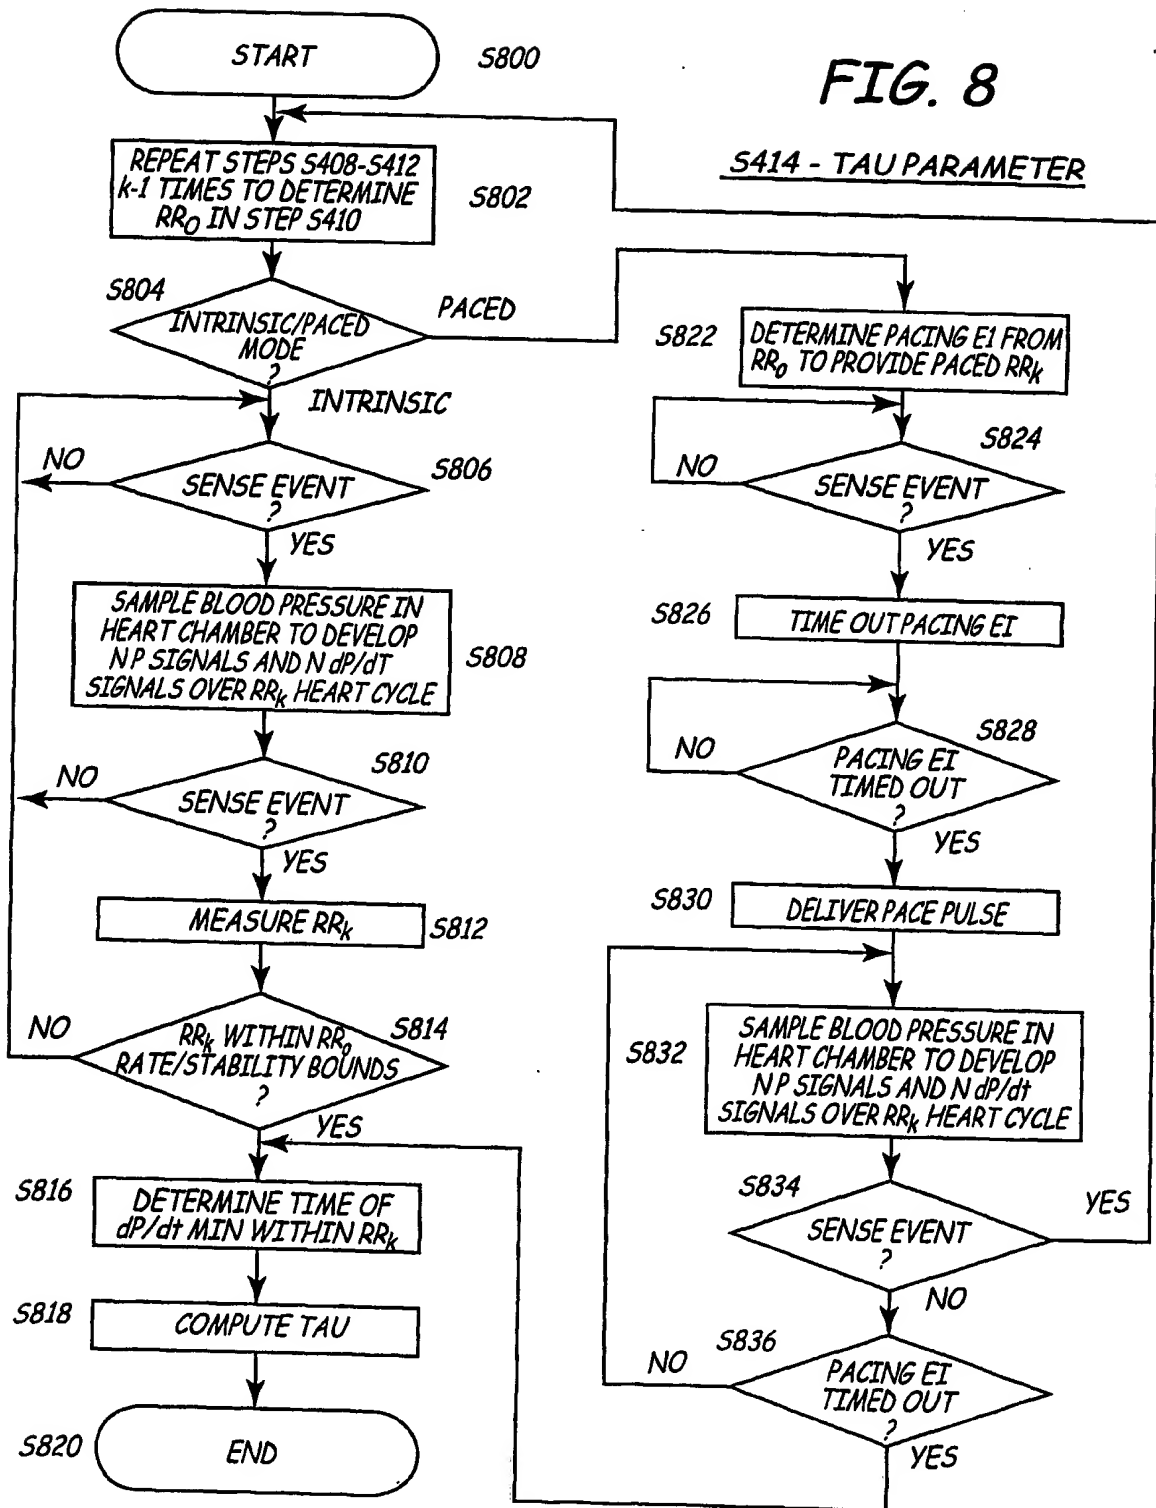 START
S800
FIG. 8
S414 - TAU PARAMETER
REPEAT STEPS S408-S412
k-1 TIMES TO DETERMINE
RRO IN STEP S410
S802
S804
INTRINSIC/PACED
MODE
?
PACED
INTRINSIC
NO
SENSE EVENT
?
S806
YES
SAMPLE BLOOD PRESSURE IN
HEART CHAMBER TO DEVELOP
N P SIGNALS AND N dP/dT
SIGNALS OVER RRk HEART CYCLE
S808
S810
NO
SENSE EVENT
?
YES
MEASURE RRk
S812
NO
RRk WITHIN RRo
RATE/STABILITY BOUNDS
?
S814
YES
S816
DETERMINE TIME OF
dP/dt MIN WITHIN RRk
S818
COMPUTE TAU
S820
END
S822
DETERMINE PACING E1 FROM
RRo TO PROVIDE PACED RRk
S824
NO
SENSE EVENT
?
YES
S826
TIME OUT PACING EI
S828
NO
PACING EI
TIMED OUT
?
YES
S830
DELIVER PACE PULSE
S832
SAMPLE BLOOD PRESSURE IN
HEART CHAMBER TO DEVELOP
N P SIGNALS AND N dP/dt
SIGNALS OVER RRk HEART CYCLE
S834
SENSE EVENT
?
YES
NO
S836
NO
PACING EI
TIMED OUT
?
YES